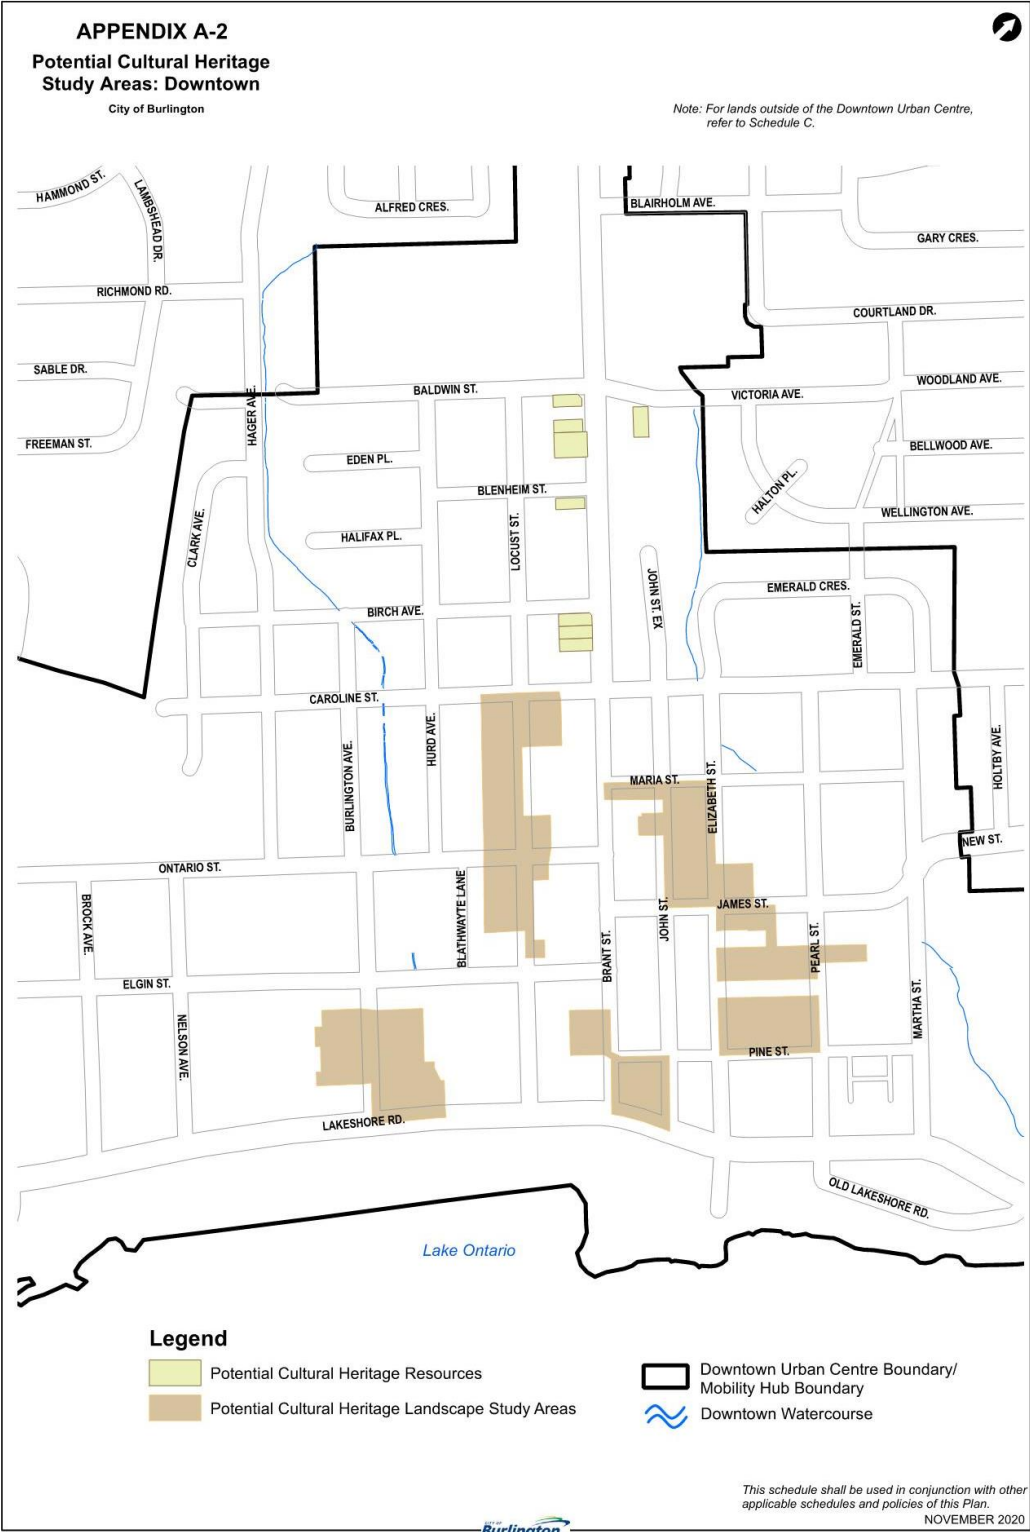 APPENDIX A-2
Potential Cultural Heritage
Study Areas: Downtown
City of Burlington
Note: For lands outside of the Downtown Urban Centre,
refer to Schedule C.
HAMMOND ST.
LAMBSHEAD DR.
ALFRED CRES.
BLAIRHOLM AVE.
GARY CRES.
RICHMOND RD.
COURTLAND DR.
SABLE DR.
BALDWIN ST.
VICTORIA AVE.
WOODLAND AVE.
HAGER AVE.
FREEMAN ST.
EDEN PL.
BELLWOOD AVE.
BLENHEIM ST.
HALTON PL.
WELLINGTON AVE.
CLARK AVE.
HALIFAX PL.
LOCUST ST.
JOHN ST. EX
EMERALD CRES.
BIRCH AVE.
EMERALD ST.
CAROLINE ST.
BURLINGTON AVE.
HURD AVE.
MARIA ST.
ELIZABETH ST.
HOLTBY AVE.
NEW ST.
ONTARIO ST.
BROCK AVE.
BLATHWAYTE LANE
JOHN ST.
JAMES ST.
BRANT ST.
PEARL ST.
ELGIN ST.
NELSON AVE.
MARTHA ST.
PINE ST.
LAKESHORE RD.
OLD LAKESHORE RD.
Lake Ontario
Legend
Potential Cultural Heritage Resources
Potential Cultural Heritage Landscape Study Areas
Downtown Urban Centre Boundary/
Mobility Hub Boundary
Downtown Watercourse
This schedule shall be used in conjunction with other
applicable schedules and policies of this Plan.
NOVEMBER 2020
CITY OF
Burlington